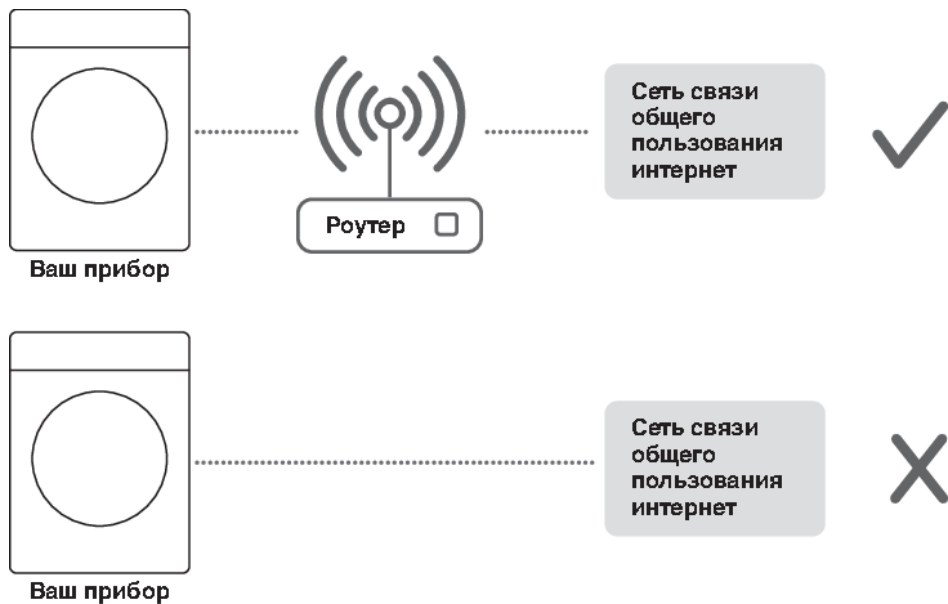 Сеть связи
общего
пользования
интернет
Роутер
Ваш прибор
Сеть связи
общего
пользования
интернет
Ваш прибор